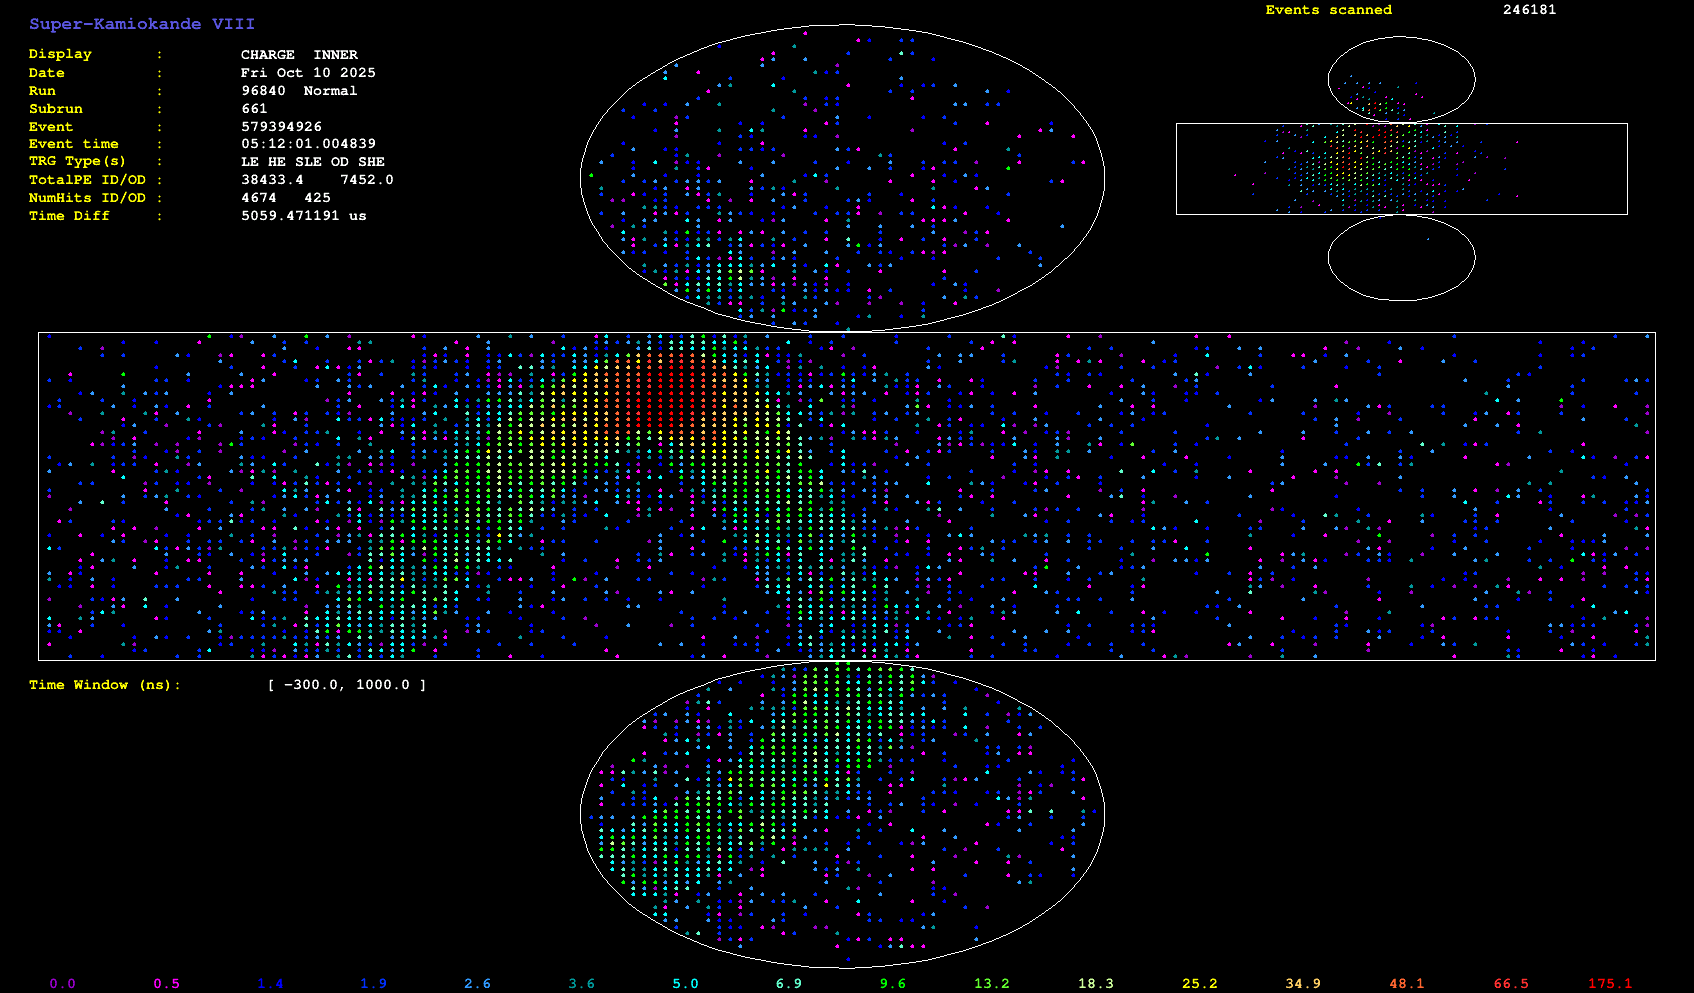 Super-Kamiokande VIII
Events scanned 246181
Display : CHARGE INNER
Date : Fri Oct 10 2025
Run : 96840 Normal
Subrun : 661
Event : 579394926
Event time : 05:12:01.004839
TRG Type(s) : LE HE SLE OD SHE
TotalPE ID/OD : 38433.4 7452.0
NumHits ID/OD : 4674 425
Time Diff : 5059.471191 us
Time Window (ns): [ -300.0, 1000.0 ]
0.0 0.5 1.4 1.9 2.6 3.6 5.0 6.9 9.6 13.2 18.3 25.2 34.9 48.1 66.5 175.1